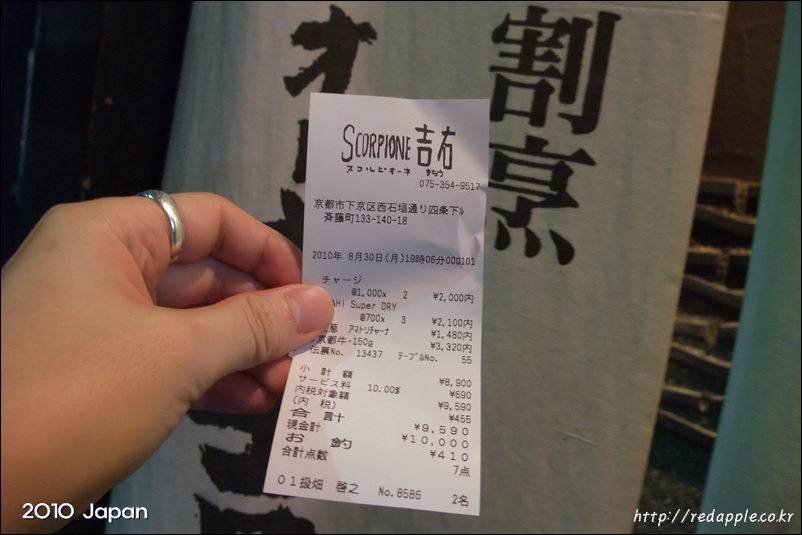 割烹
SCORPIONE 吉右
スコルピオーネ きちう
075-354-9517
京都市下京区西石垣通り四条下ル
斉藤町133-140-18
2010年 8月30日(月)19時06分000101
チャージ
@1,000x 2 ¥2,000内
AHI Super DRY
@700x 3 ¥2,100内
葱 アマトリチャーナ ¥1,480内
京都牛・150g ¥3,320内
伝票No. 13437 テーブルNo. 55
小 計 額 ¥8,900
サービス料 10.00% ¥690
内税対象額 ¥9,590
(内 税) ¥455
合 計 ¥9,590
現金計 ¥10,000
お 釣 ¥410
合計点数 7点
01扱畑 啓之 No.8586 2名
2010 Japan
http://redapple.co.kr